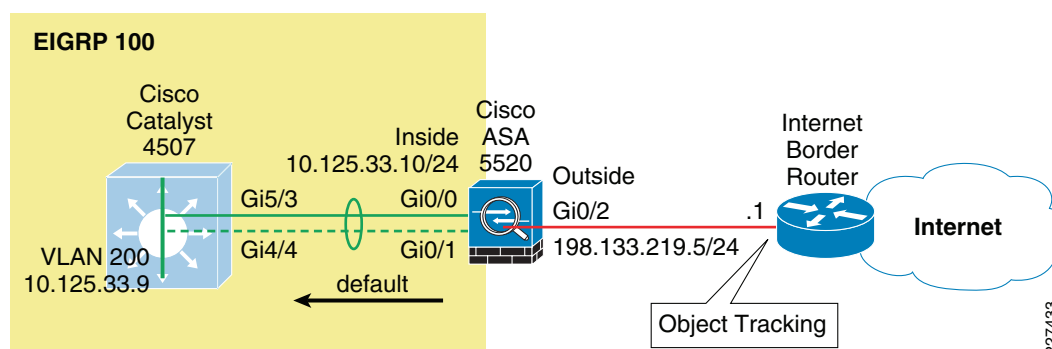 EIGRP 100
Cisco
Catalyst
4507
Inside
10.125.33.10/24
Cisco
ASA
5520
Gi5/3
Gi0/0
Gi4/4
Gi0/1
VLAN 200
10.125.33.9
default
Outside
Gi0/2
198.133.219.5/24
.1
Internet
Border
Router
Internet
Object Tracking
227433